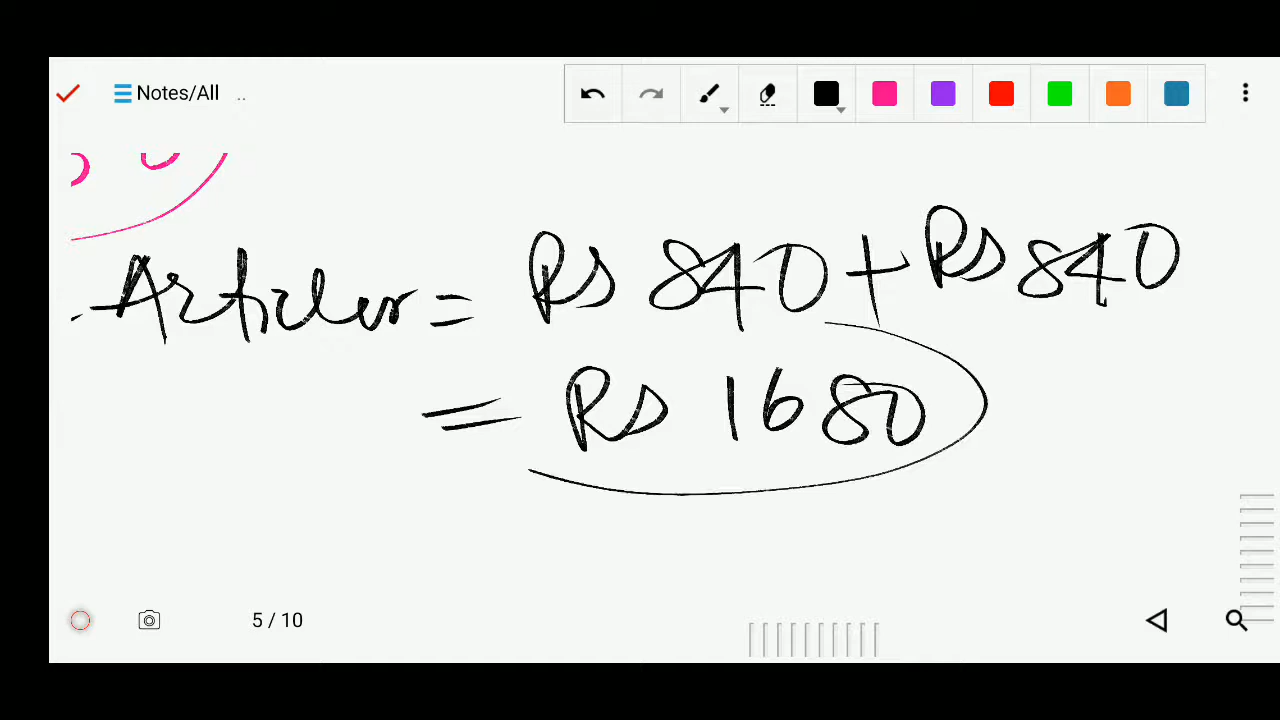 Notes/All ..
Articles = Rs 840 + Rs 840
= Rs 1680
5 / 10